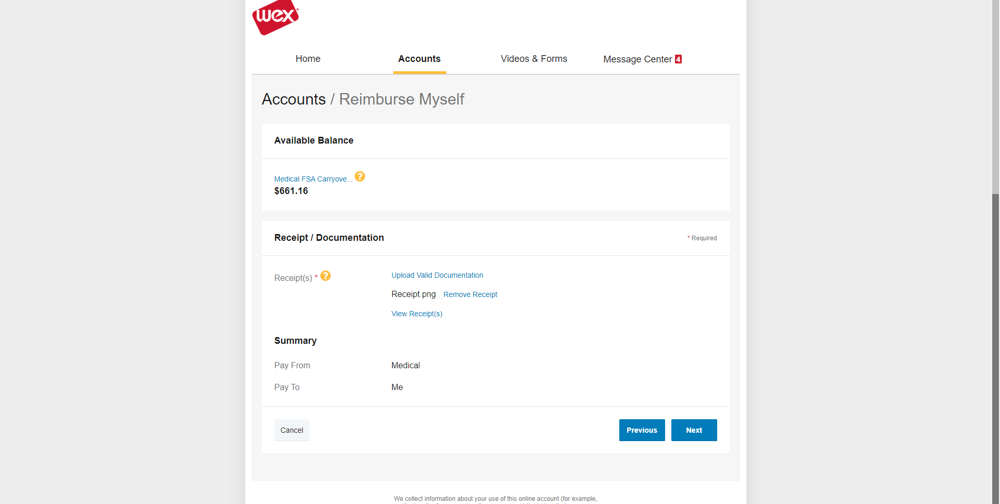 wex
Home Accounts Videos & Forms Message Center 4
Accounts / Reimburse Myself
Available Balance
Medical FSA Carryove... ?
$661.16
Receipt / Documentation * Required
Receipt(s) * ? Upload Valid Documentation
Receipt.png Remove Receipt
View Receipt(s)
Summary
Pay From Medical
Pay To Me
Cancel Previous Next
We collect information about your use of this online account (for example,